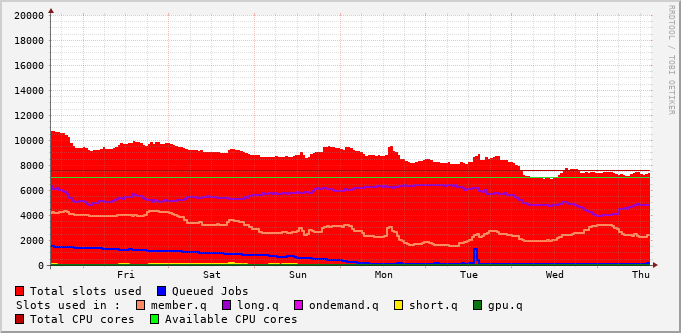 20000
18000
16000
14000
12000
10000
8000
6000
4000
2000
0
Fri Sat Sun Mon Tue Wed Thu
Total slots used Queued Jobs
Slots used in : member.q long.q ondemand.q short.q gpu.q
Total CPU cores Available CPU cores
RRDTOOL / TOBI OETIKER